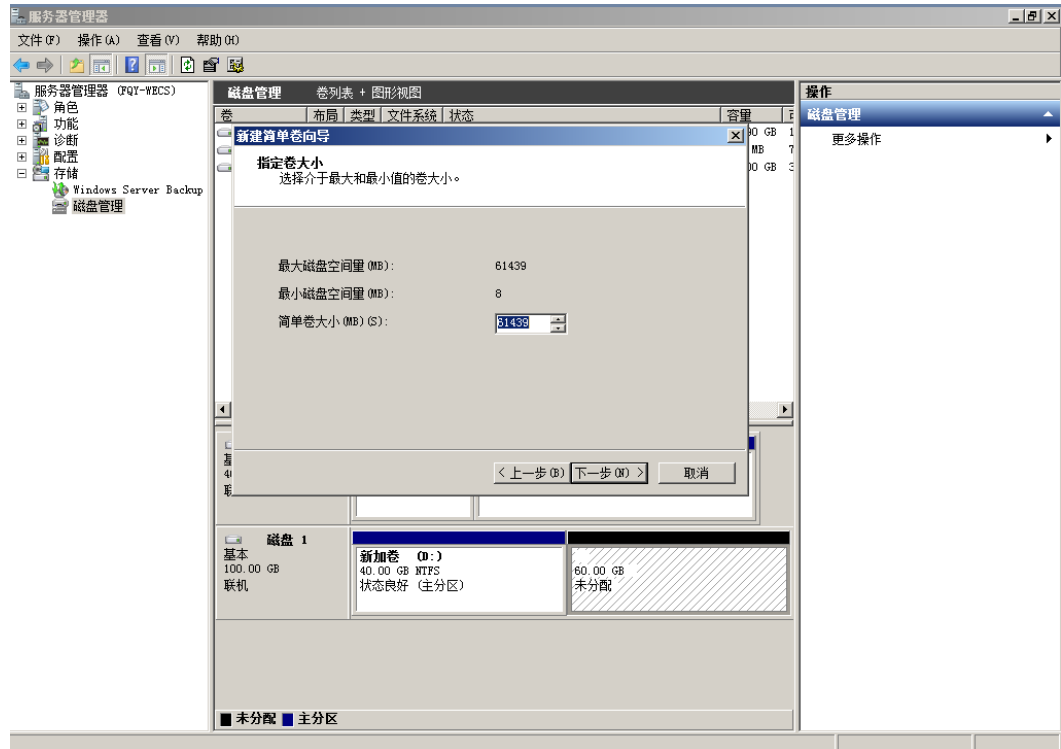 服务器管理器
文件(F) 操作(A) 查看(V) 帮助(H)
服务器管理器 (FQY-WECS)
角色
功能
诊断
配置
存储
Windows Server Backup
磁盘管理
磁盘管理 卷列表 + 图形视图
卷 布局 类型 文件系统 状态 容量
新建简单卷向导
指定卷大小
选择介于最大和最小值的卷大小。
最大磁盘空间量(MB): 61439
最小磁盘空间量(MB): 8
简单卷大小(MB)(S): 61439
<上一步(B) 下一步(N) > 取消
磁盘 1
基本
100.00 GB
联机
新加卷 (D:)
40.00 GB NTFS
状态良好 (主分区)
60.00 GB
未分配
未分配 主分区
操作
磁盘管理
更多操作